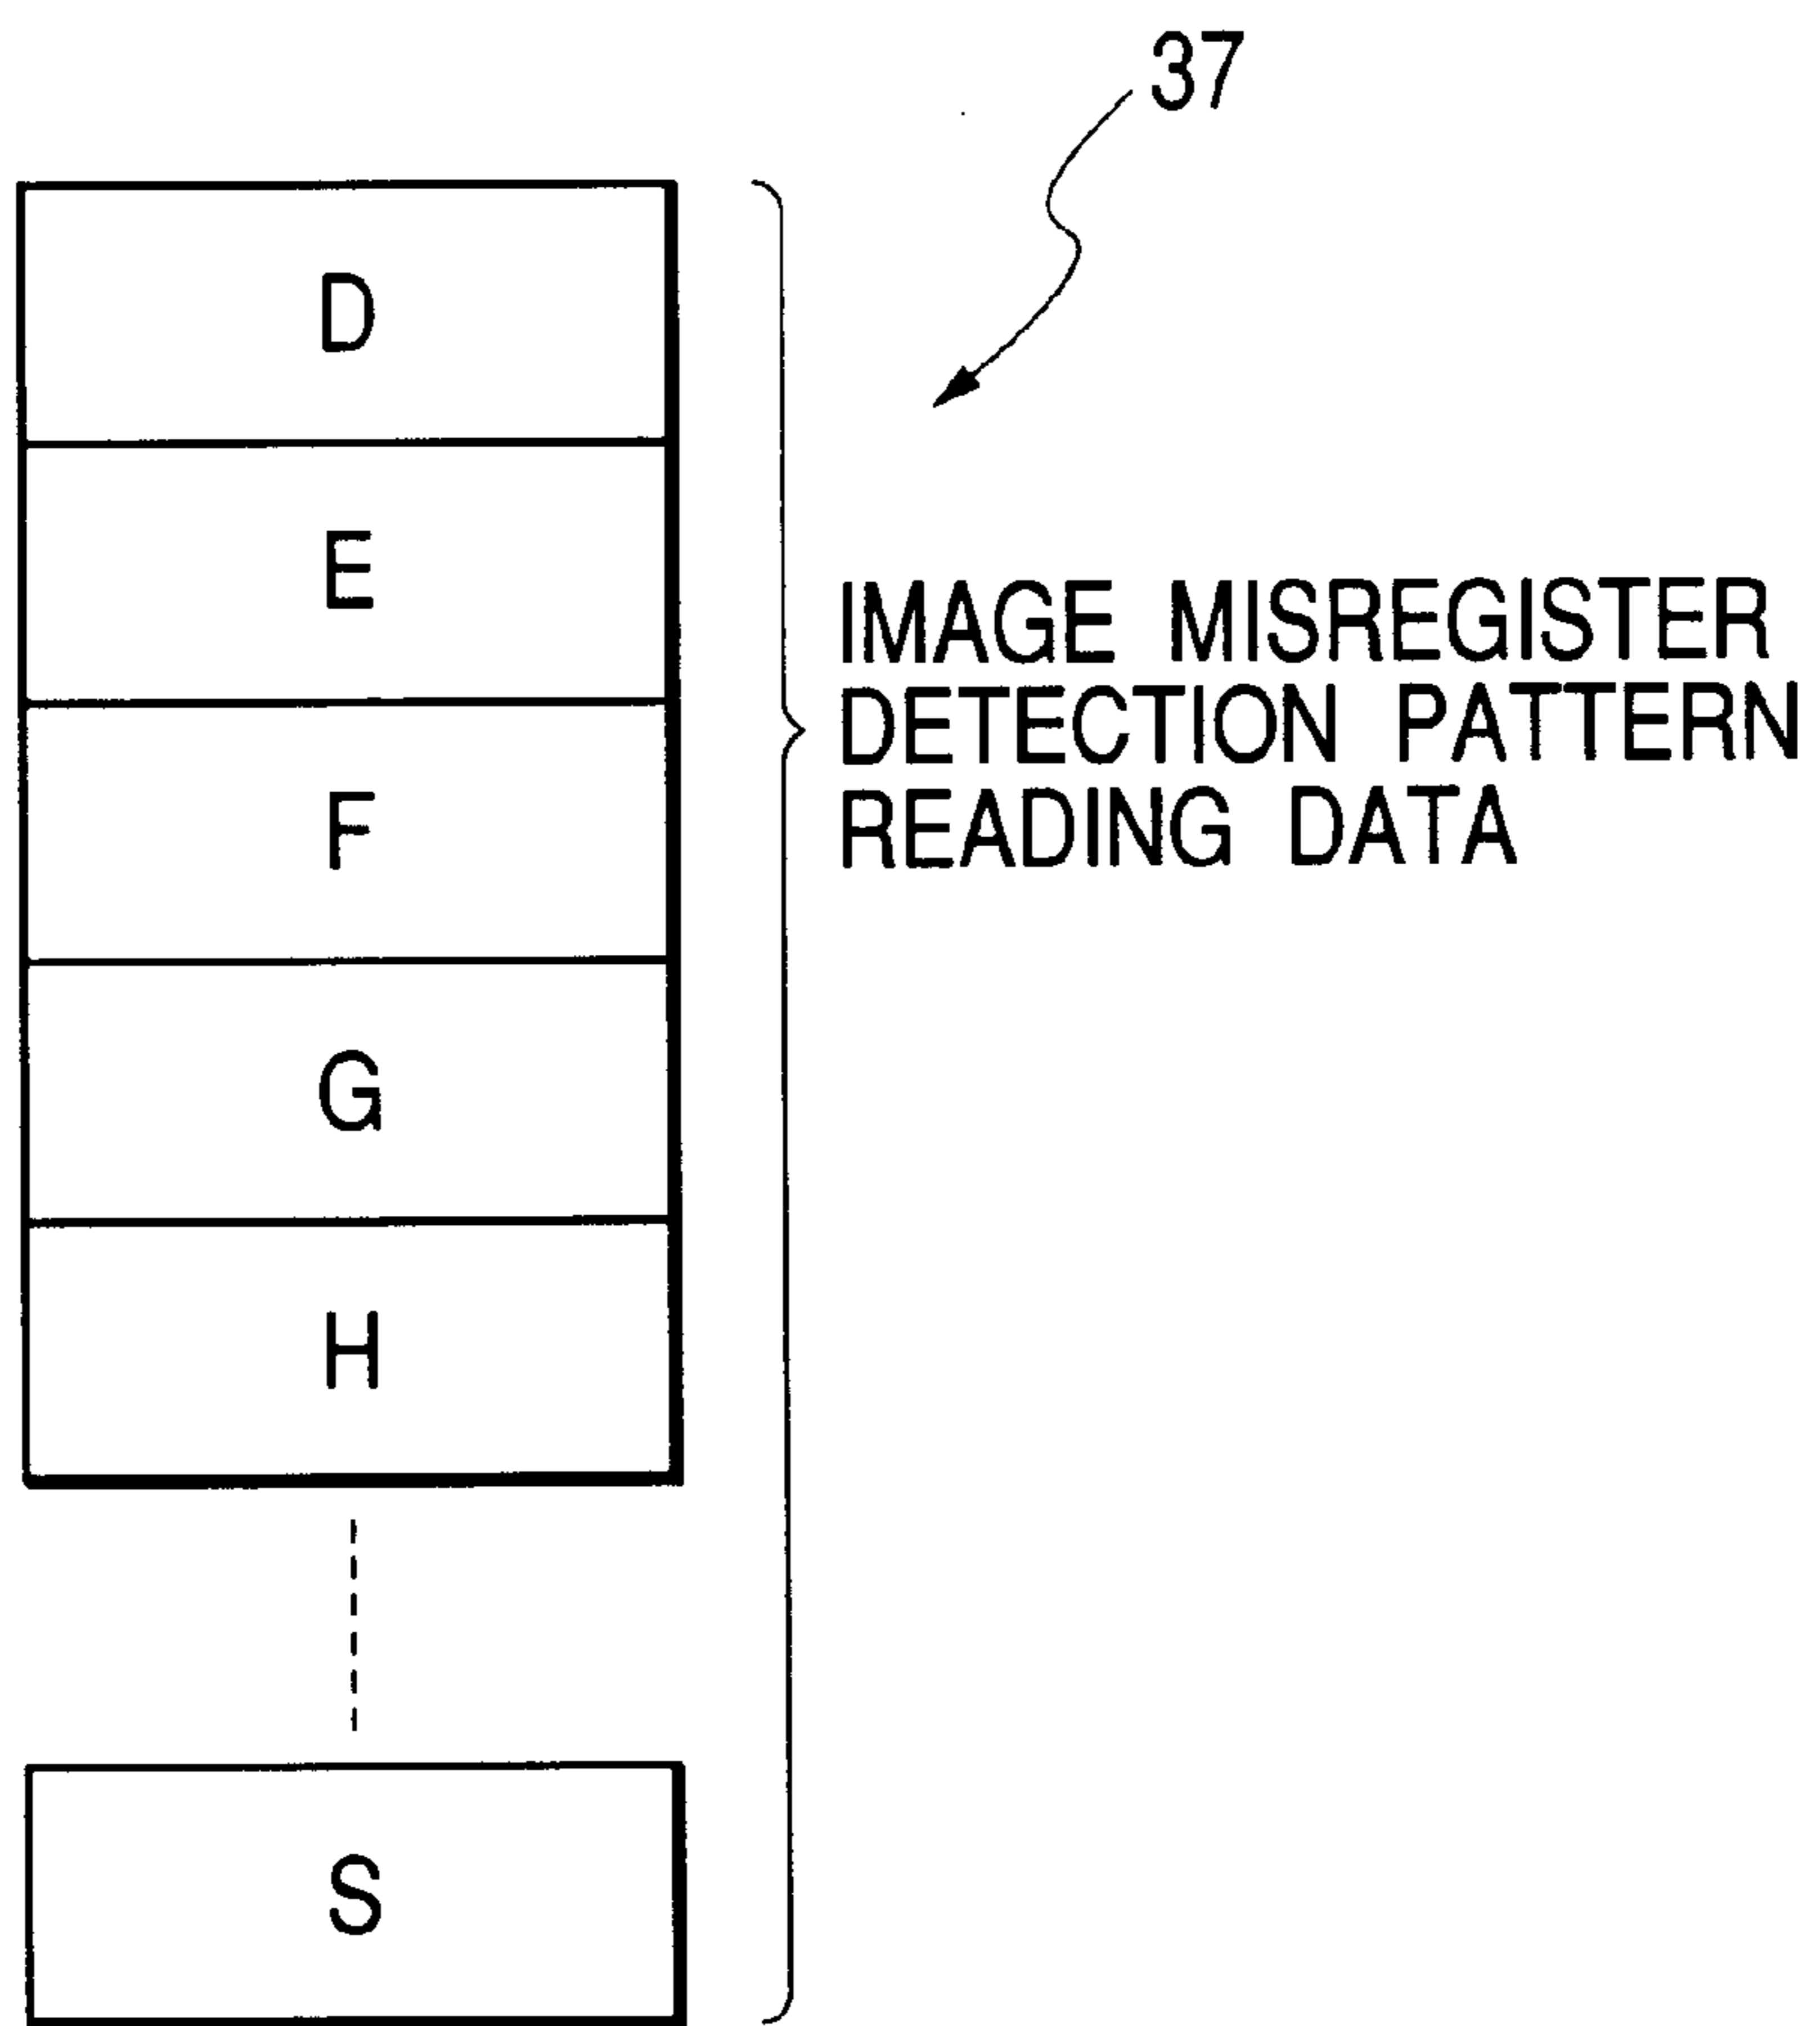 37
D
E
F
G
H
S
IMAGE MISREGISTER
DETECTION PATTERN
READING DATA